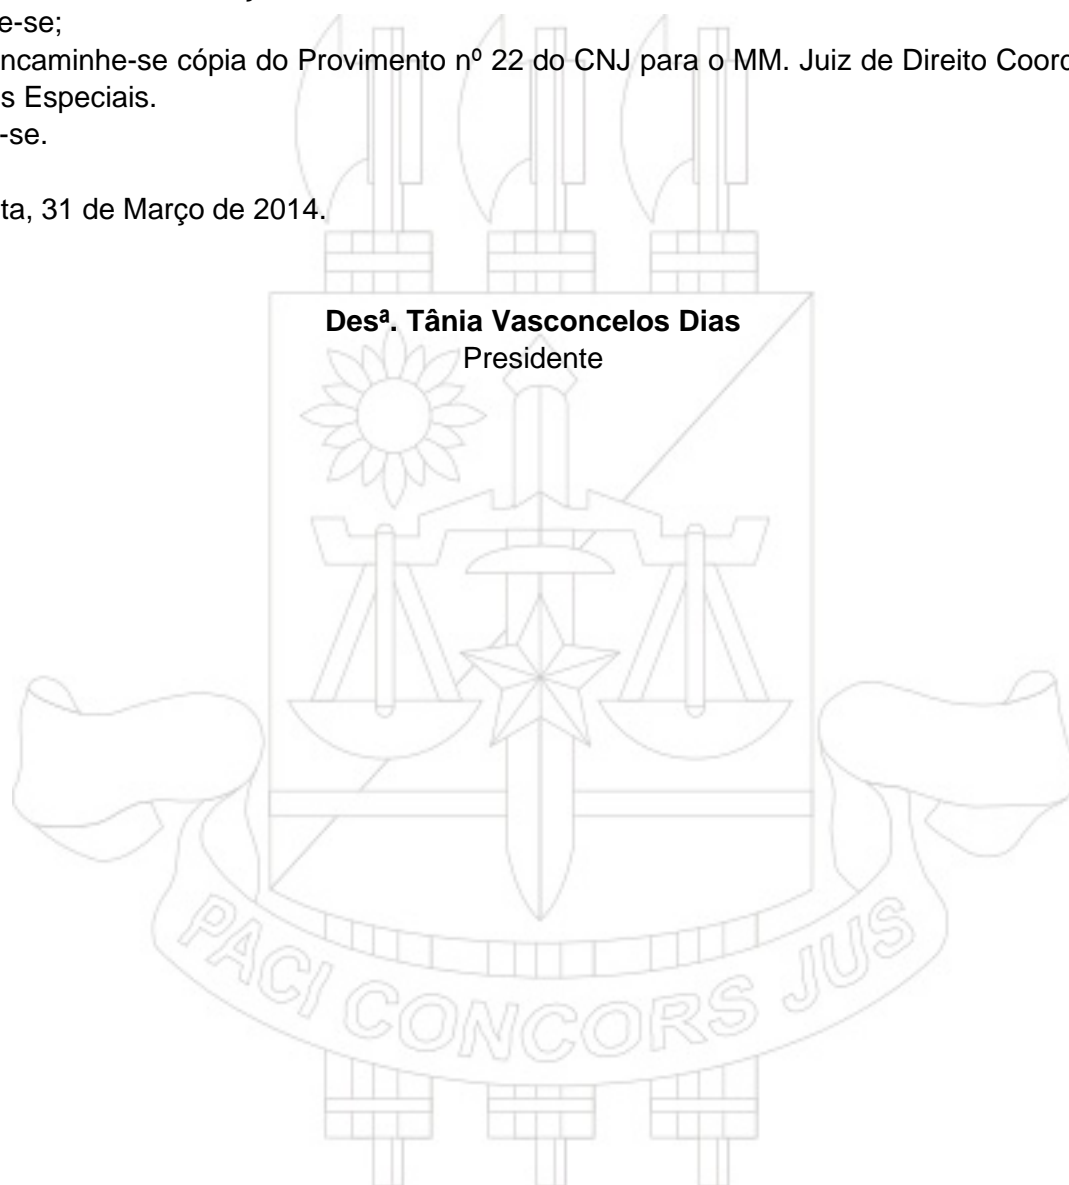 e-se;
ncaminhe-se cópia do Provimento nº 22 do CNJ para o MM. Juiz de Direito Coord
s Especiais.
-se.
ta, 31 de Março de 2014.
Desª. Tânia Vasconcelos Dias
Presidente
PACI CONCORS JUS